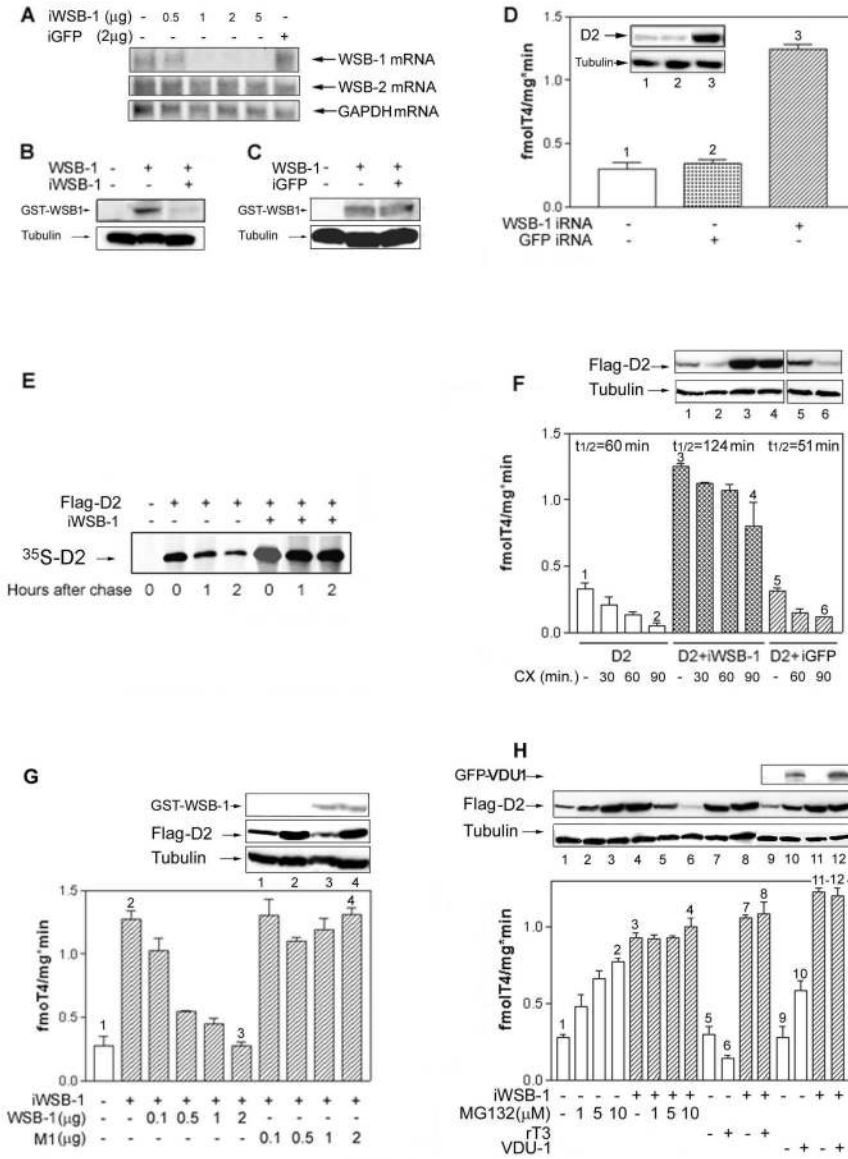 A
iWSB-1 (μg) - 0.5 1 2 5 -
iGFP (2μg) +
WSB-1 mRNA
WSB-2 mRNA
GAPDH mRNA
B
WSB-1 - + +
iWSB-1 +
GST-WSB1
Tubulin
C
WSB-1 - + +
iGFP +
GST-WSB1
Tubulin
D
D2
Tubulin
1 2 3
fmolT4/mg*min
1.5
1.0
0.5
0.0
1 2 3
WSB-1 iRNA - - +
GFP iRNA - + -
E
Flag-D2 - + + + + + +
iWSB-1 + + +
35S-D2
Hours after chase 0 0 1 2 0 1 2
F
Flag-D2
Tubulin
1 2 3 4 5 6
fmolT4/mg*min
1.5
1.0
0.5
0.0
t1/2=60 min t1/2=124 min t1/2=51 min
1 2 3 4 5 6
D2 D2+iWSB-1 D2+iGFP
CX (min.) - 30 60 90 - 30 60 90 - 60 90
G
GST-WSB-1
Flag-D2
Tubulin
1 2 3 4
fmoT4/mg*min
1.5
1.0
0.5
0.0
1 2 3 4
iWSB-1 - + + + + + + + + +
WSB-1(μg) - - 0.1 0.5 1 2
M1(μg) 0.1 0.5 1 2
H
GFP-VDU1
Flag-D2
Tubulin
1 2 3 4 5 6 7 8 9 10 11 12
fmolT4/mg*min
1.5
1.0
0.5
0.0
1 2 3 4 5 6 7 8 9 10 11 12
iWSB-1 - - - - + + + + - - + + - - + +
MG132(μM) - 1 5 10 - 1 5 10
rT3 - + - +
VDU-1 - + - +